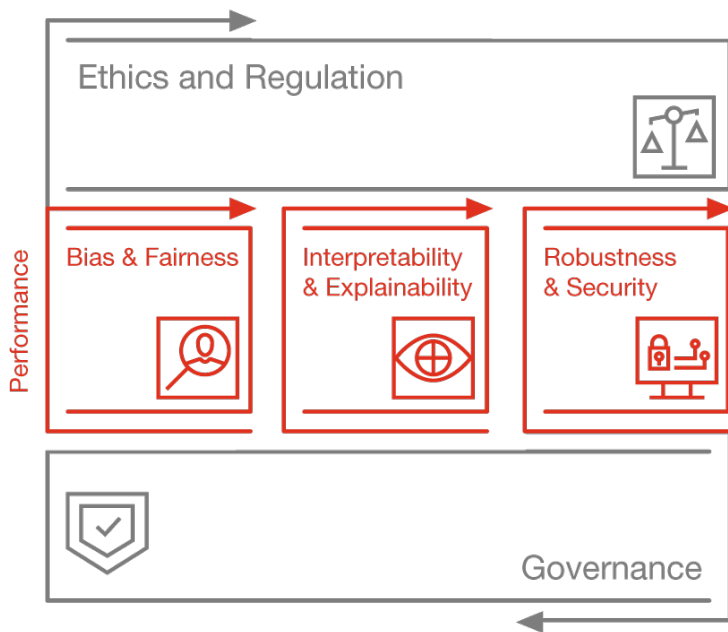 Ethics and Regulation
Performance
Bias & Fairness
Interpretability
& Explainability
Robustness
& Security
Governance